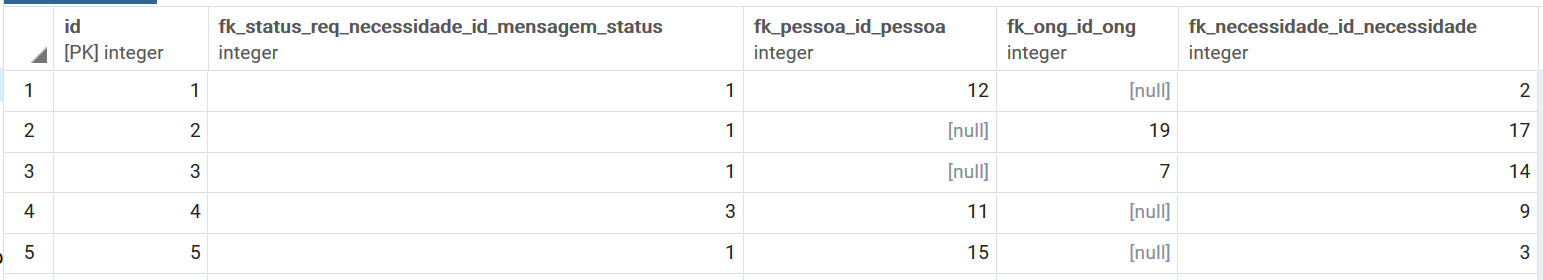 id fk_status_req_necessidade_id_mensagem_status fk_pessoa_id_pessoa fk_ong_id_ong fk_necessidade_id_necessidade
[PK] integer integer integer integer integer
1 1 1 12 [null] 2
2 2 1 [null] 19 17
3 3 1 [null] 7 14
4 4 3 11 [null] 9
5 5 1 15 [null] 3